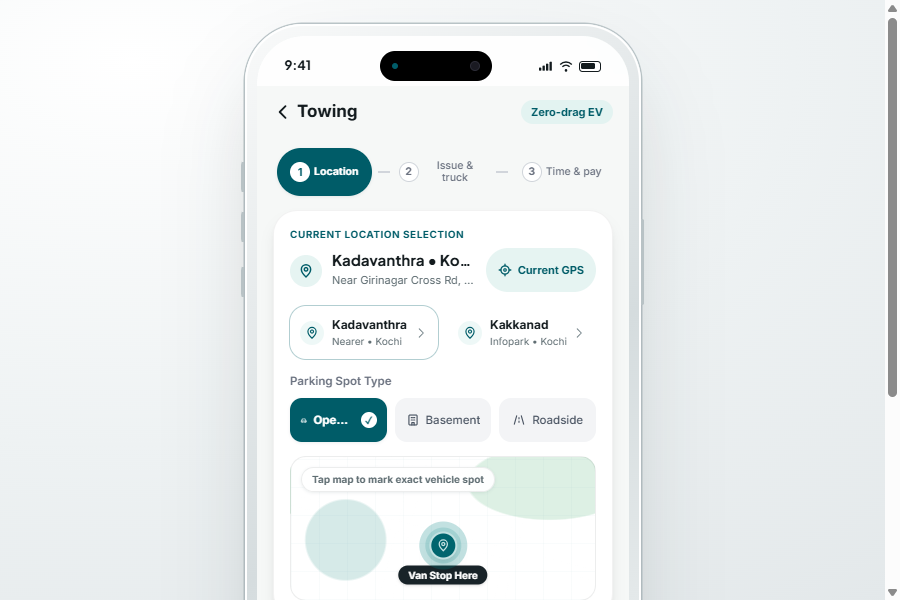 9:41
Towing
Zero-drag EV
1 Location
2 Issue & truck
3 Time & pay
CURRENT LOCATION SELECTION
Kadavanthra • Ko...
Near Girinagar Cross Rd, ...
Current GPS
Kadavanthra
Nearer • Kochi
Kakkanad
Infopark • Kochi
Parking Spot Type
Ope...
Basement
Roadside
Tap map to mark exact vehicle spot
Van Stop Here